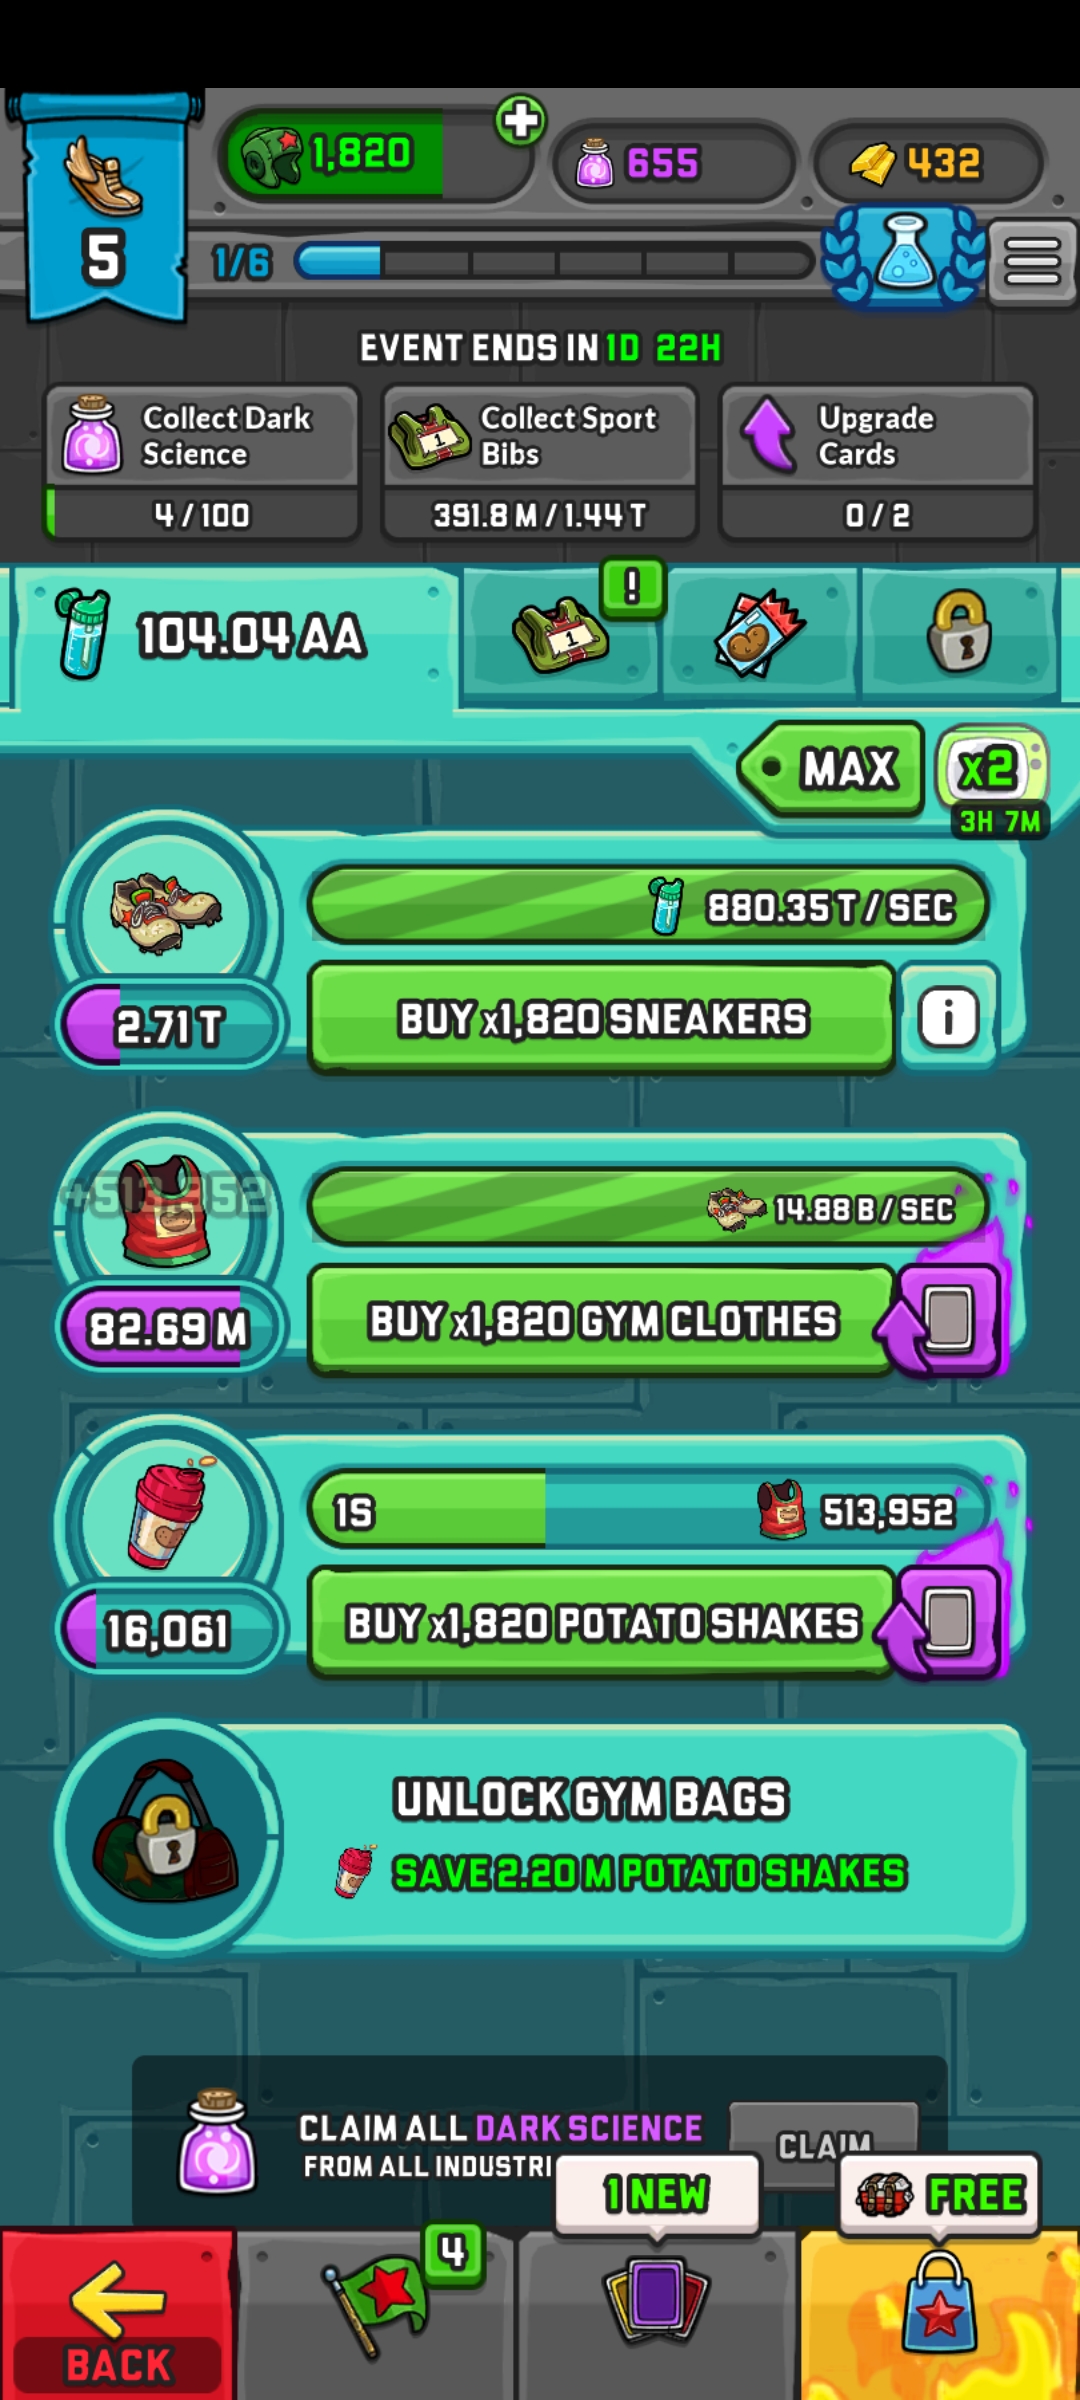 1,820
655
432
5
1/6
EVENT ENDS IN 1D 22H
Collect Dark
Science
4 / 100
Collect Sport
Bibs
391.8 M / 1.44 T
Upgrade
Cards
0 / 2
104.04 AA
1
!
MAX
x2
3H 7M
880.35 T / SEC
2.71 T
BUY x1,820 SNEAKERS
i
+513,952
14.88 B / SEC
82.69 M
BUY x1,820 GYM CLOTHES
1S
513,952
16,061
BUY x1,820 POTATO SHAKES
UNLOCK GYM BAGS
SAVE 2.20 M POTATO SHAKES
CLAIM ALL DARK SCIENCE
FROM ALL INDUSTRI
CLAIM
1 NEW
FREE
4
BACK